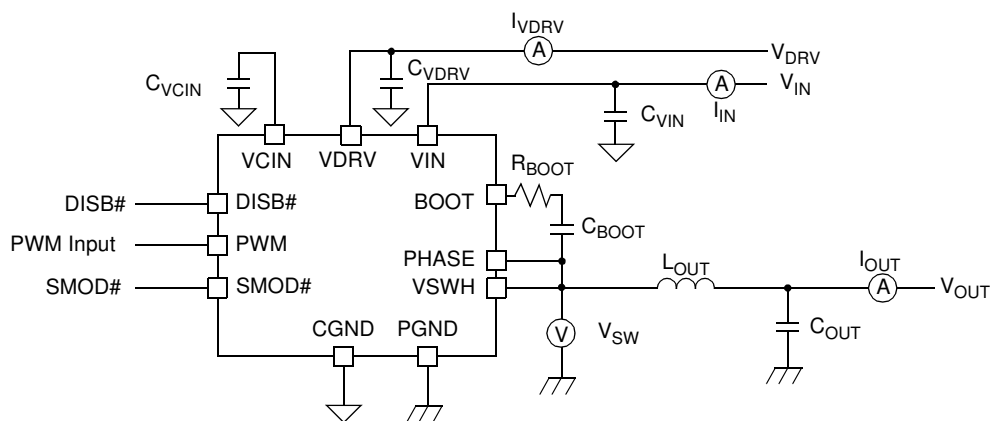 I_VDRV
A
V_DRV
C_VCIN
C_VDRV
A
V_IN
I_IN
C_VIN
VCIN
VDRV
VIN
R_BOOT
BOOT
DISB#
DISB#
C_BOOT
PWM Input
PWM
PHASE
L_OUT
I_OUT
SMOD#
SMOD#
VSWH
A
V_OUT
CGND
PGND
V
V_SW
C_OUT